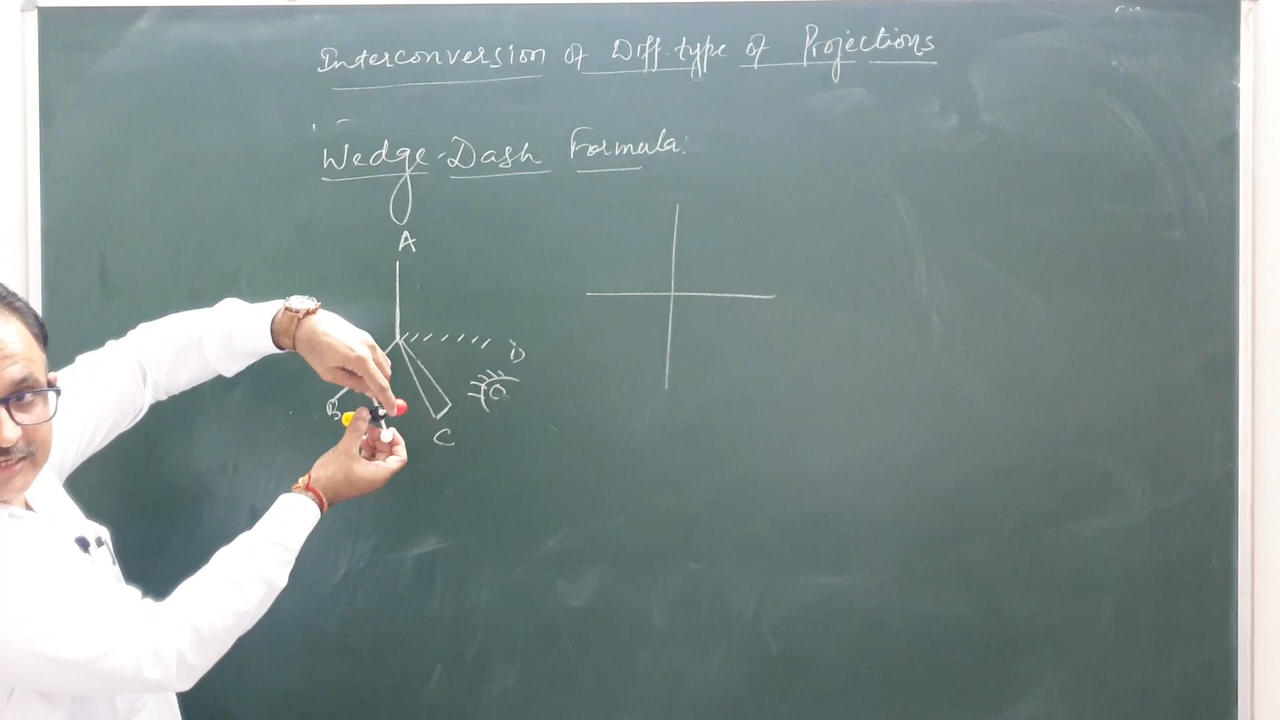 Interconversion of Diff. type of Projections
Wedge-Dash Formula:
A
D
B
C